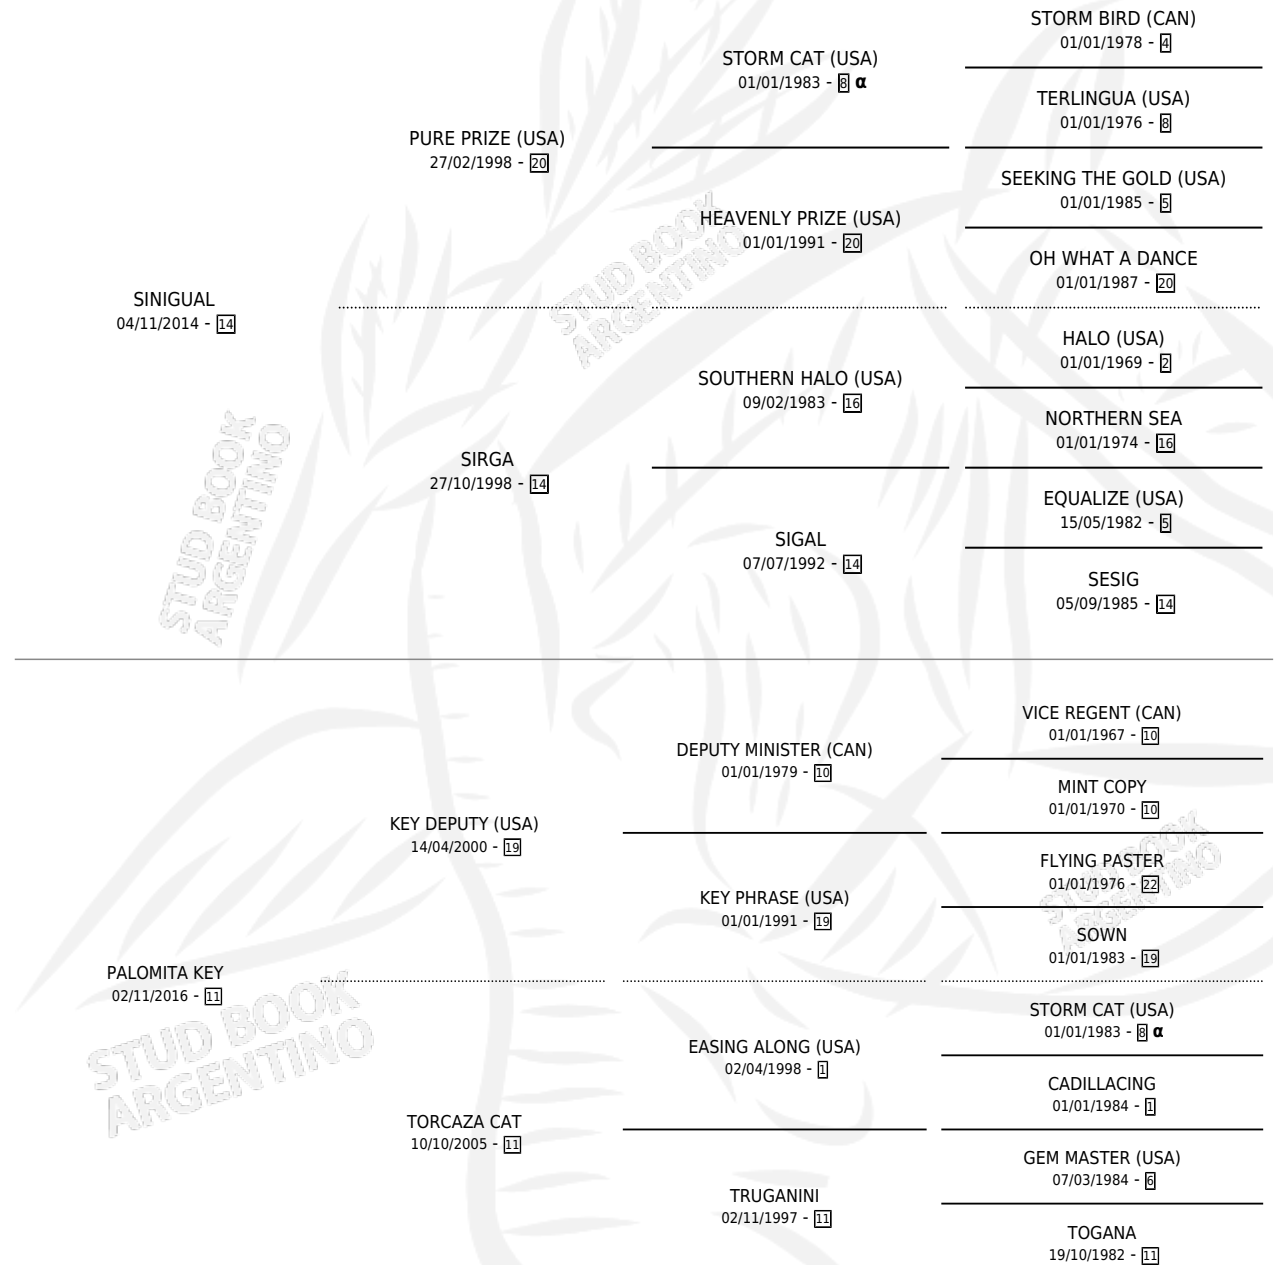 STORM BIRD (CAN)
01/01/1978 - 4
STORM CAT (USA)
01/01/1983 - 8 α
TERLINGUA (USA)
01/01/1976 - 8
PURE PRIZE (USA)
27/02/1998 - 20
SEEKING THE GOLD (USA)
01/01/1985 - 5
HEAVENLY PRIZE (USA)
01/01/1991 - 20
OH WHAT A DANCE
01/01/1987 - 20
SINIGUAL
04/11/2014 - 14
HALO (USA)
01/01/1969 - 2
SOUTHERN HALO (USA)
09/02/1983 - 16
NORTHERN SEA
01/01/1974 - 16
SIRGA
27/10/1998 - 14
EQUALIZE (USA)
15/05/1982 - 5
SIGAL
07/07/1992 - 14
SESIG
05/09/1985 - 14
VICE REGENT (CAN)
01/01/1967 - 10
DEPUTY MINISTER (CAN)
01/01/1979 - 10
MINT COPY
01/01/1970 - 10
KEY DEPUTY (USA)
14/04/2000 - 19
FLYING PASTER
01/01/1976 - 22
KEY PHRASE (USA)
01/01/1991 - 19
SOWN
01/01/1983 - 19
PALOMITA KEY
02/11/2016 - 11
STORM CAT (USA)
01/01/1983 - 8 α
EASING ALONG (USA)
02/04/1998 - 1
CADILLACING
01/01/1984 - 1
TORCAZA CAT
10/10/2005 - 11
GEM MASTER (USA)
07/03/1984 - 6
TRUGANINI
02/11/1997 - 11
TOGANA
19/10/1982 - 11
STUD BOOK
ARGENTINO
STUD BOOK
ARGENTINO
STUD BOOK
ARGENTINO
STUD BOOK
ARGENTINO